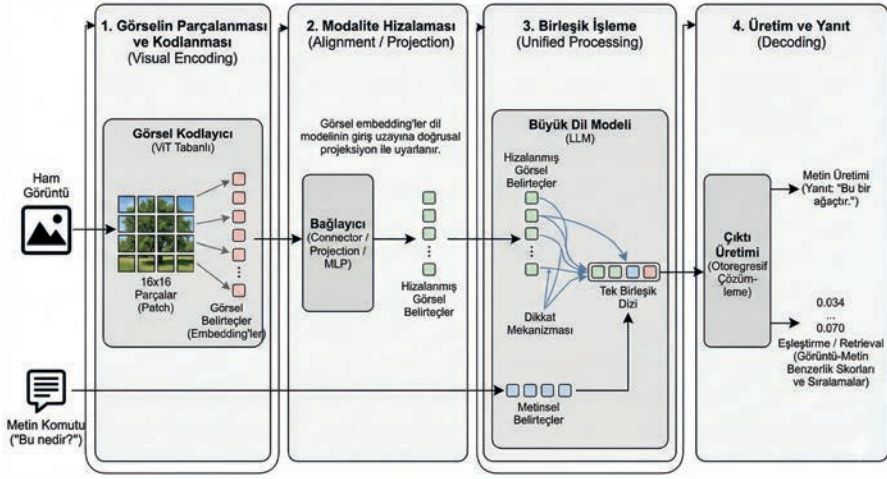 1. Görselin Parçalanması
ve Kodlanması
(Visual Encoding)
2. Modalite Hizalaması
(Alignment / Projection)
3. Birleşik İşleme
(Unified Processing)
4. Üretim ve Yanıt
(Decoding)
Ham
Görüntü
Metin Komutu
("Bu nedir?")
Görsel Kodlayıcı
(ViT Tabanlı)
16x16
Parçalar
(Patch)
Görsel
Belirteçler
(Embedding'ler)
Görsel embedding'ler dil
modelinin giriş uzayına doğrusal
projeksiyon ile uyarlanır.
Bağlayıcı
(Connector /
Projection /
MLP)
Hizalanmış
Görsel
Belirteçler
Büyük Dil Modeli
(LLM)
Hizalanmış
Görsel
Belirteçler
Dikkat
Mekanizması
Tek Birleşik
Dizi
Metinsel
Belirteçler
Çıktı
Üretimi
(Otoregresif
Çözüm-
leme)
Metin Üretimi
(Yanıt: "Bu bir
ağaçtır.")
0.034
...
0.070
Eşleştirme / Retrieval
(Görüntü-Metin
Benzerlik Skorları
ve Sıralamalar)